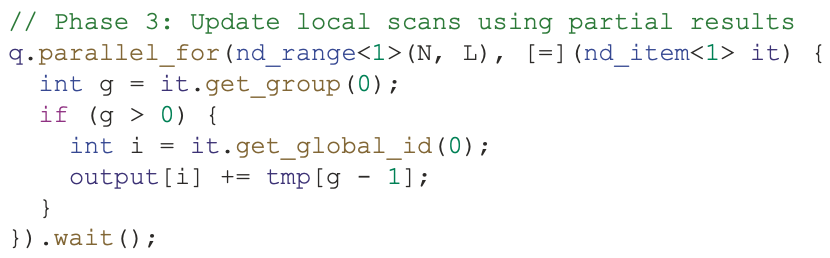 // Phase 3: Update local scans using partial results
q.parallel_for(nd_range<1>(N, L), [=](nd_item<1> it) {
  int g = it.get_group(0);
  if (g > 0) {
    int i = it.get_global_id(0);
    output[i] += tmp[g - 1];
  }
}).wait();